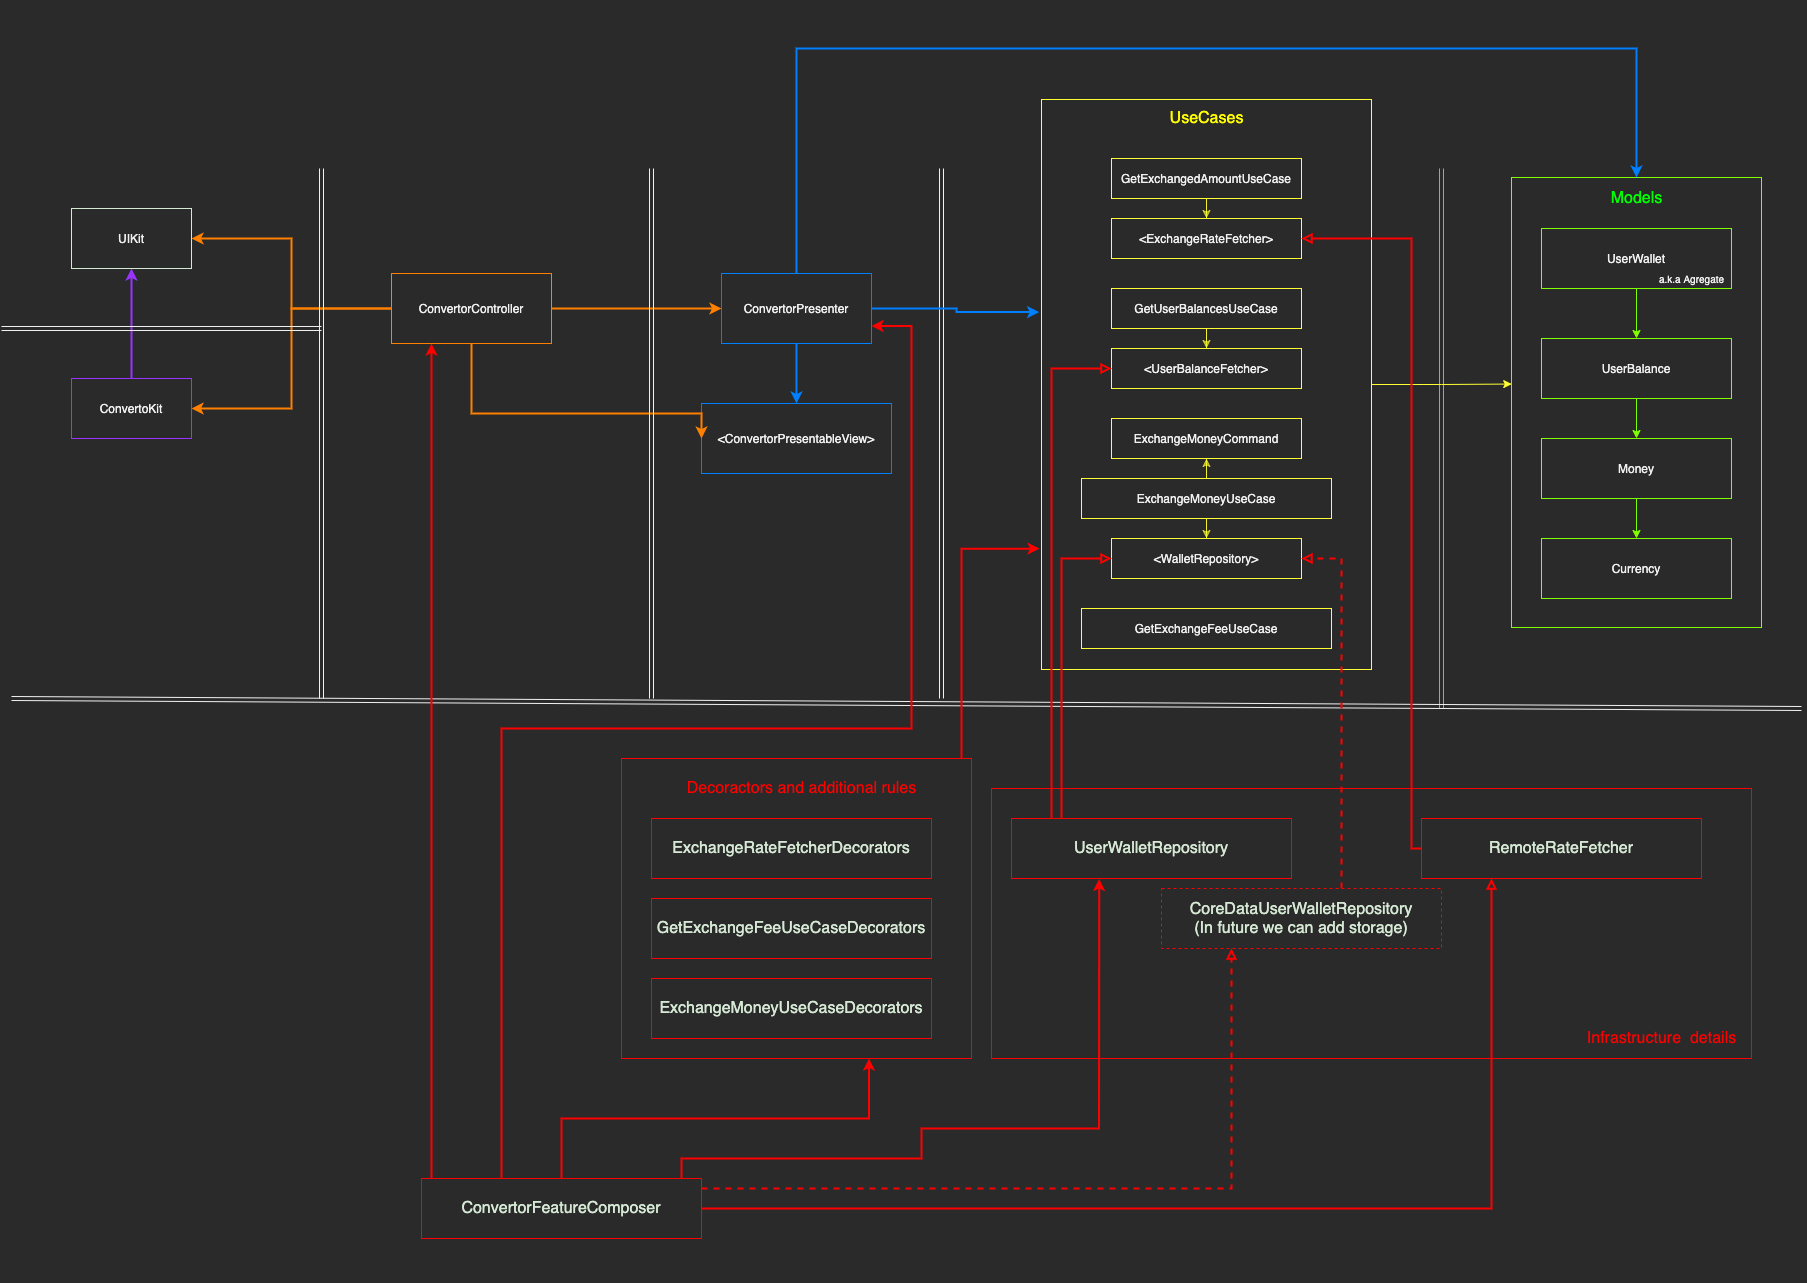 UseCases
GetExchangedAmountUseCase
<ExchangeRateFetcher>
GetUserBalancesUseCase
<UserBalanceFetcher>
ExchangeMoneyCommand
ExchangeMoneyUseCase
<WalletRepository>
GetExchangeFeeUseCase
Models
UserWallet
a.k.a Agregate
UserBalance
Money
Currency
UIKit
ConvertoKit
ConvertorController
ConvertorPresenter
<ConvertorPresentableView>
Decoractors and additional rules
ExchangeRateFetcherDecorators
GetExchangeFeeUseCaseDecorators
ExchangeMoneyUseCaseDecorators
UserWalletRepository
RemoteRateFetcher
CoreDataUserWalletRepository
(In future we can add storage)
Infrastructure details
ConvertorFeatureComposer